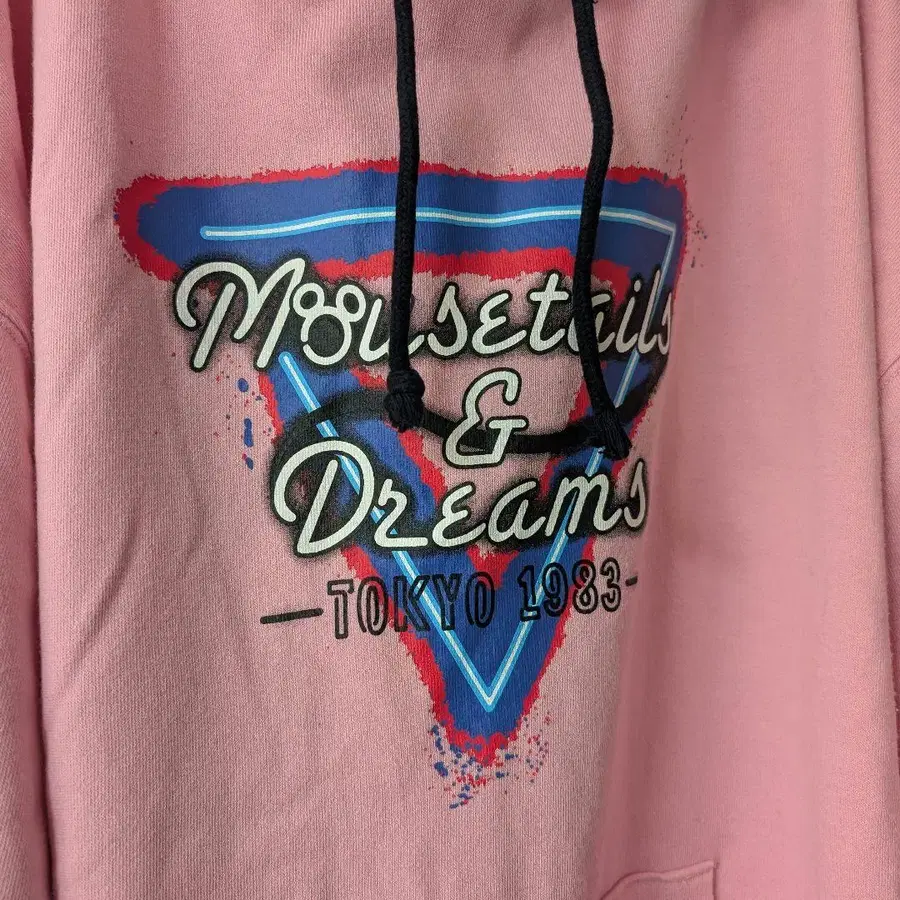 Mousetails
&
Dreams
TOKYO 1983